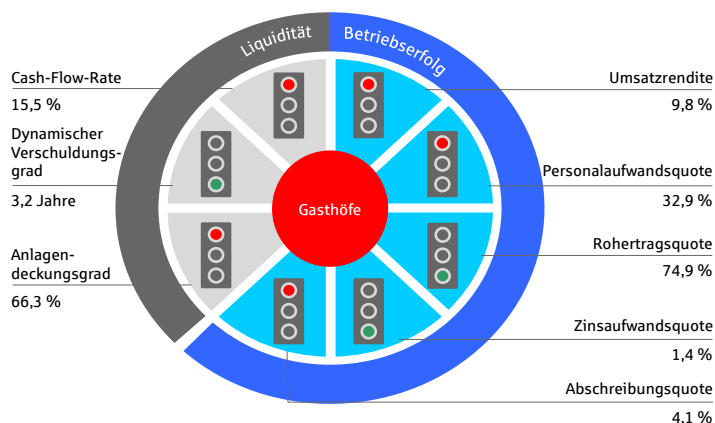 Liquidität
Betriebserfolg
Cash-Flow-Rate
15,5 %
Dynamischer
Verschuldungs-
grad
3,2 Jahre
Anlagen-
deckungsgrad
66,3 %
Gasthöfe
Umsatzrendite
9,8 %
Personalaufwandsquote
32,9 %
Rohertragsquote
74,9 %
Zinsaufwandsquote
1,4 %
Abschreibungsquote
4,1 %